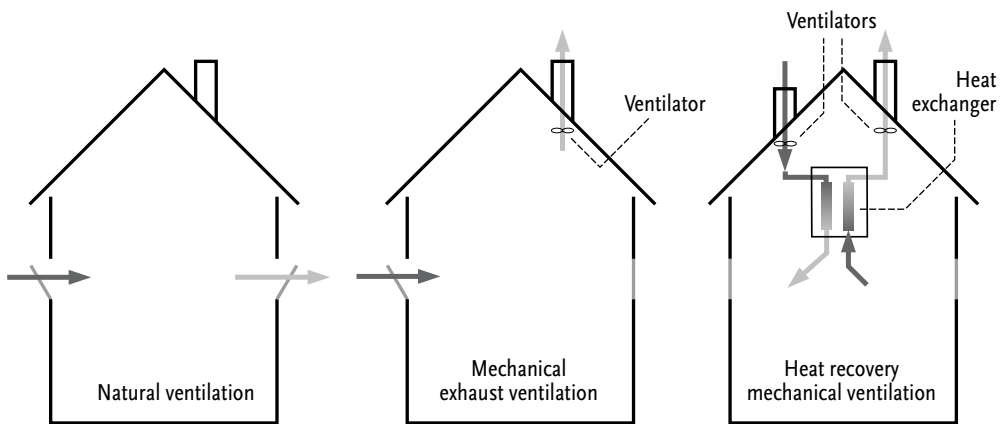 Ventilators
Heat
exchanger
Ventilator
Natural ventilation
Mechanical
exhaust ventilation
Heat recovery
mechanical ventilation